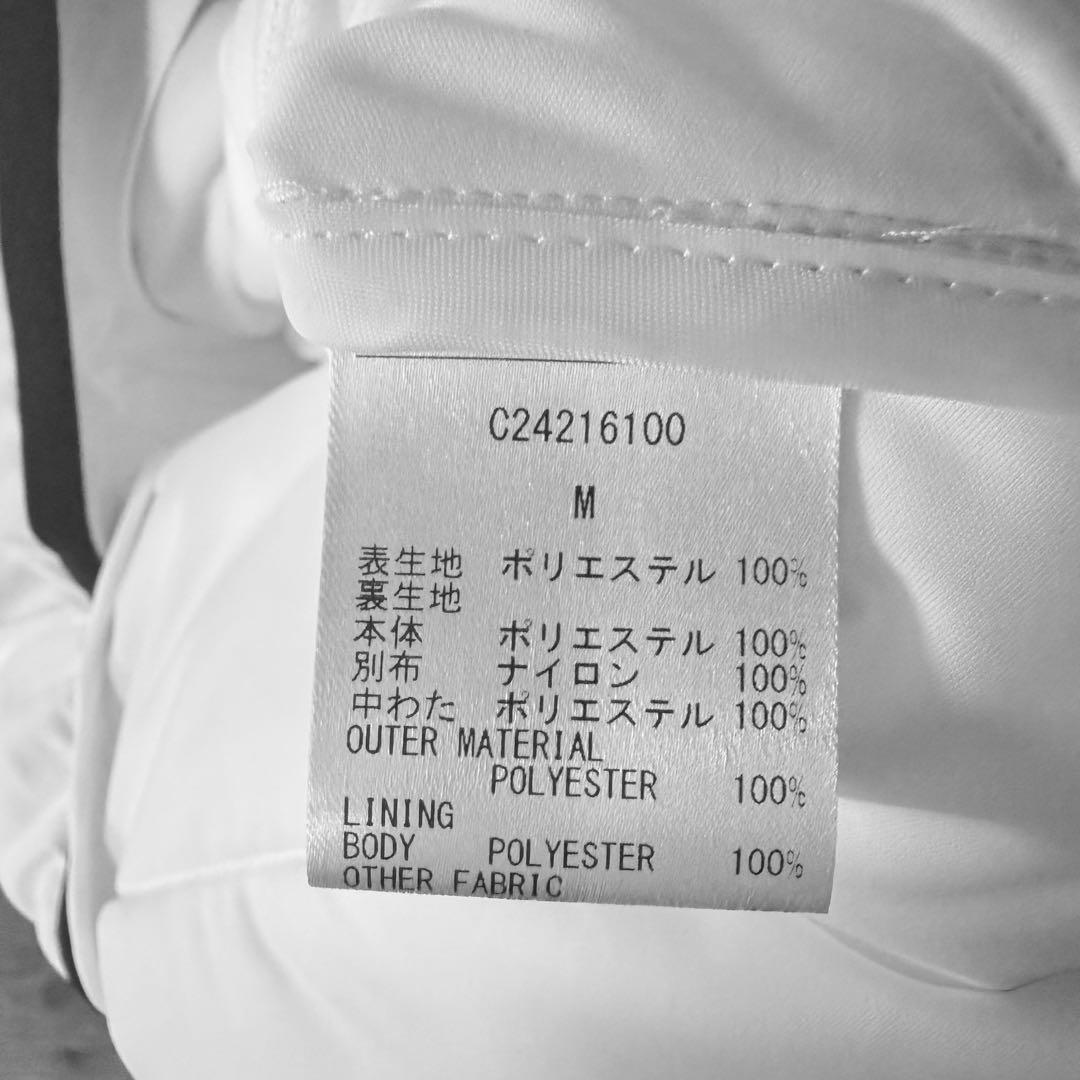 C24216100
M
表生地 ポリエステル 100%
裏生地
本体 ポリエステル 100%
別布 ナイロン 100%
中わた ポリエステル 100%
OUTER MATERIAL
POLYESTER 100%
LINING
BODY POLYESTER 100%
OTHER FABRIC